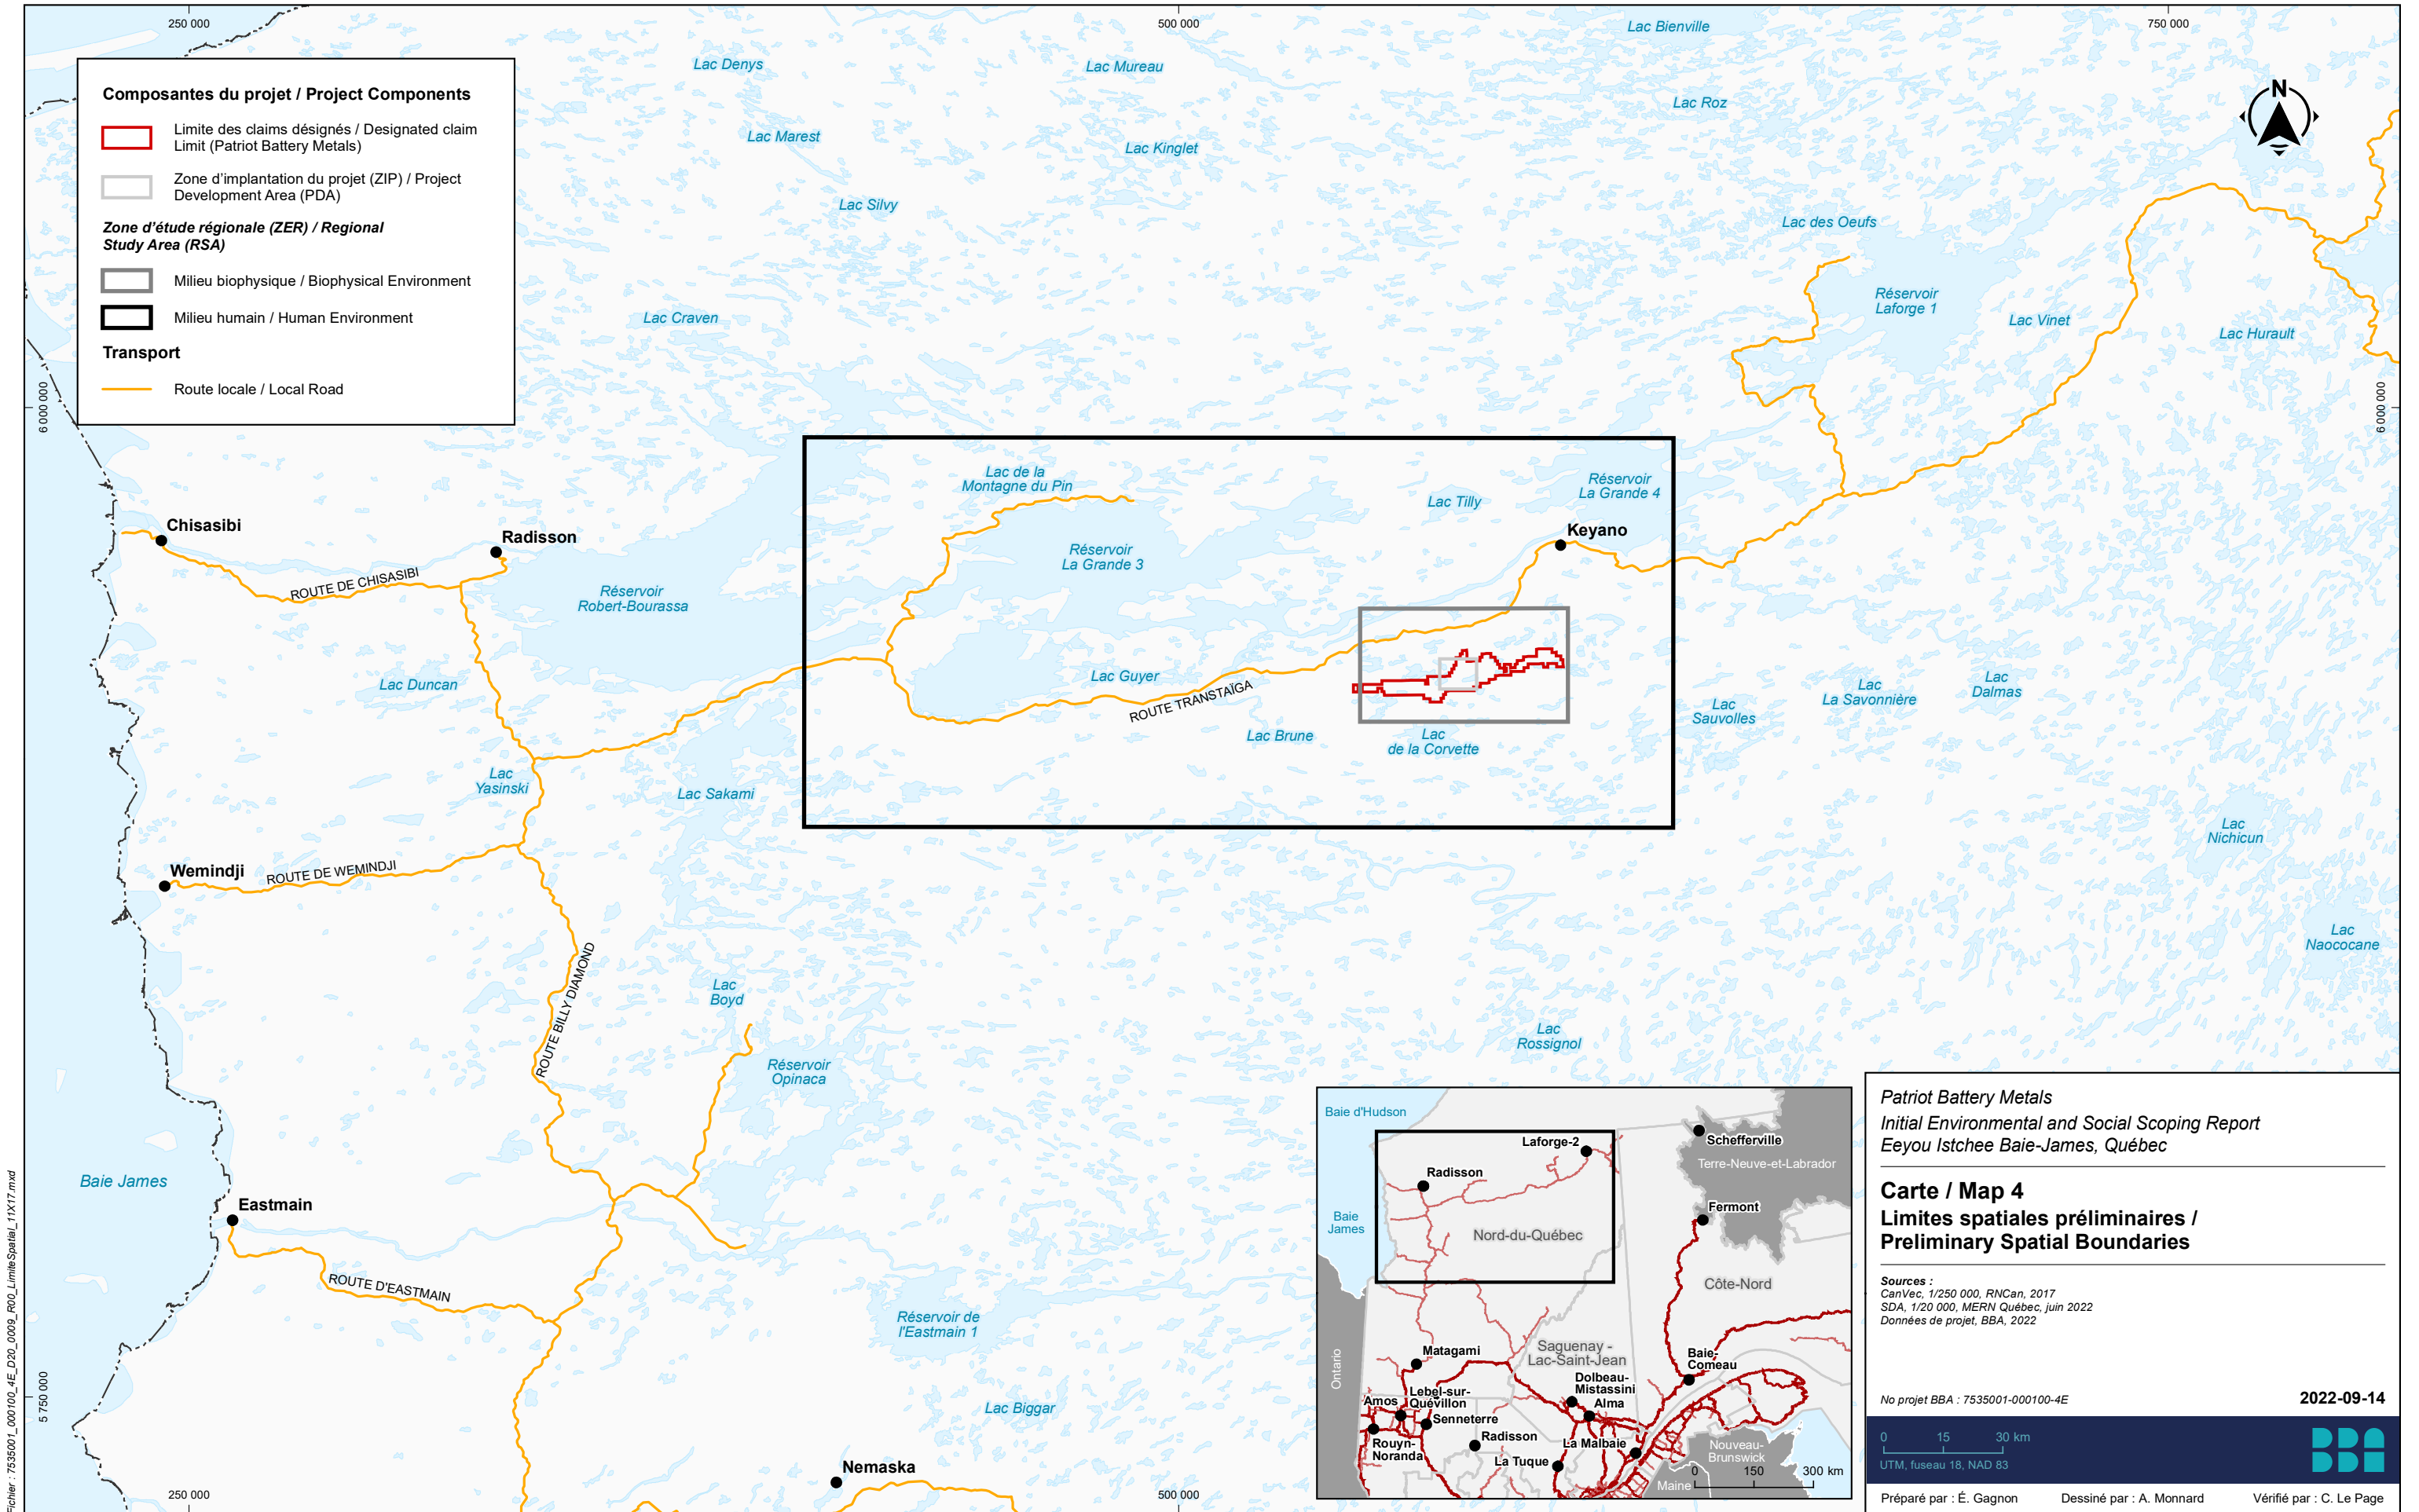 250 000
500 000
750 000
Lac Bienville
Lac Denys
Lac Mureau
Lac Roz
Lac Marest
Lac Kinglet
Lac Silvy
Lac des Oeufs
N
Composantes du projet / Project Components
Limite des claims désignés / Designated claim
Limit (Patriot Battery Metals)
Zone d'implantation du projet (ZIP) / Project
Development Area (PDA)
Zone d'étude régionale (ZER) / Regional
Study Area (RSA)
Milieu biophysique / Biophysical Environment
Milieu humain / Human Environment
Transport
Route locale / Local Road
Réservoir
Laforge 1
Lac Vinet
Lac Hurault
Lac Craven
6 000 000
6 000 000
Lac de la
Montagne du Pin
Lac Tilly
Réservoir
La Grande 4
Chisasibi
Radisson
Keyano
Réservoir
La Grande 3
ROUTE DE CHISASIBI
Réservoir
Robert-Bourassa
Lac Duncan
Lac Guyer
ROUTE TRANSTAÏGA
Lac Brune
Lac
de la Corvette
Lac
Sauvolles
Lac
La Savonnière
Lac
Dalmas
Lac
Yasinski
Lac Sakami
Lac
Nichicun
Wemindji
ROUTE DE WEMINDJI
Lac
Naococane
ROUTE BILLY DIAMOND
Lac
Boyd
Lac
Rossignol
Réservoir
Opinaca
Baie James
Eastmain
ROUTE D'EASTMAIN
Réservoir de
l'Eastmain 1
Lac Biggar
Nemaska
5 750 000
250 000
500 000
Fichier : 7535001_000100_4E_D20_0009_R00_LimiteSpatial_11X17.mxd
Baie d'Hudson
Laforge-2
Schefferville
Terre-Neuve-et-Labrador
Radisson
Baie
James
Nord-du-Québec
Fermont
Côte-Nord
Ontario
Matagami
Saguenay -
Lac-Saint-Jean
Baie-
Comeau
Dolbeau-
Mistassini
Lebel-sur-
Quévillon
Amos
Alma
Senneterre
Rouyn-
Noranda
Radisson
La Malbaie
La Tuque
Nouveau-
Brunswick
Maine
0 150 300 km
Patriot Battery Metals
Initial Environmental and Social Scoping Report
Eeyou Istchee Baie-James, Québec
Carte / Map 4
Limites spatiales préliminaires /
Preliminary Spatial Boundaries
Sources :
CanVec, 1/250 000, RNCan, 2017
SDA, 1/20 000, MERN Québec, juin 2022
Données de projet, BBA, 2022
No projet BBA : 7535001-000100-4E
2022-09-14
0 15 30 km
UTM, fuseau 18, NAD 83
BBA
Préparé par : É. Gagnon
Dessiné par : A. Monnard
Vérifié par : C. Le Page